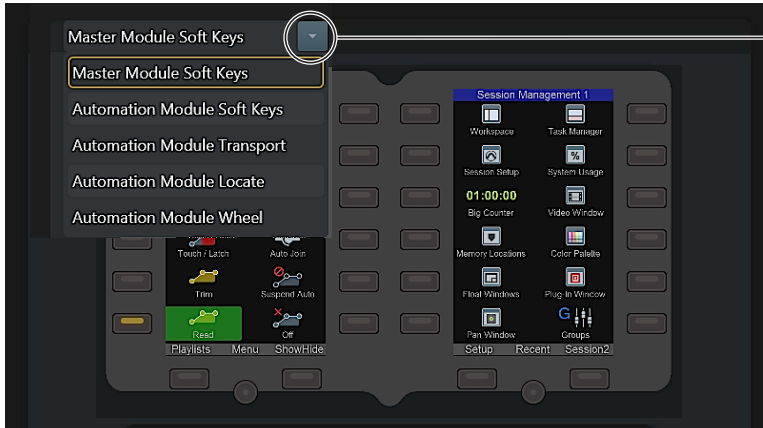 Master Module Soft Keys
Master Module Soft Keys
Automation Module Soft Keys
Automation Module Transport
Automation Module Locate
Automation Module Wheel
Touch / Latch Auto Join
Trim Suspend Auto
Read Off
Playlists Menu ShowHide
Session Management 1
Workspace Task Manager
%
Session Setup System Usage
01:00:00
Big Counter Video Window
Memory Locations Color Palette
Final Windows Plug-In Window
G
Pan Window Groups
Setup Recent Session2